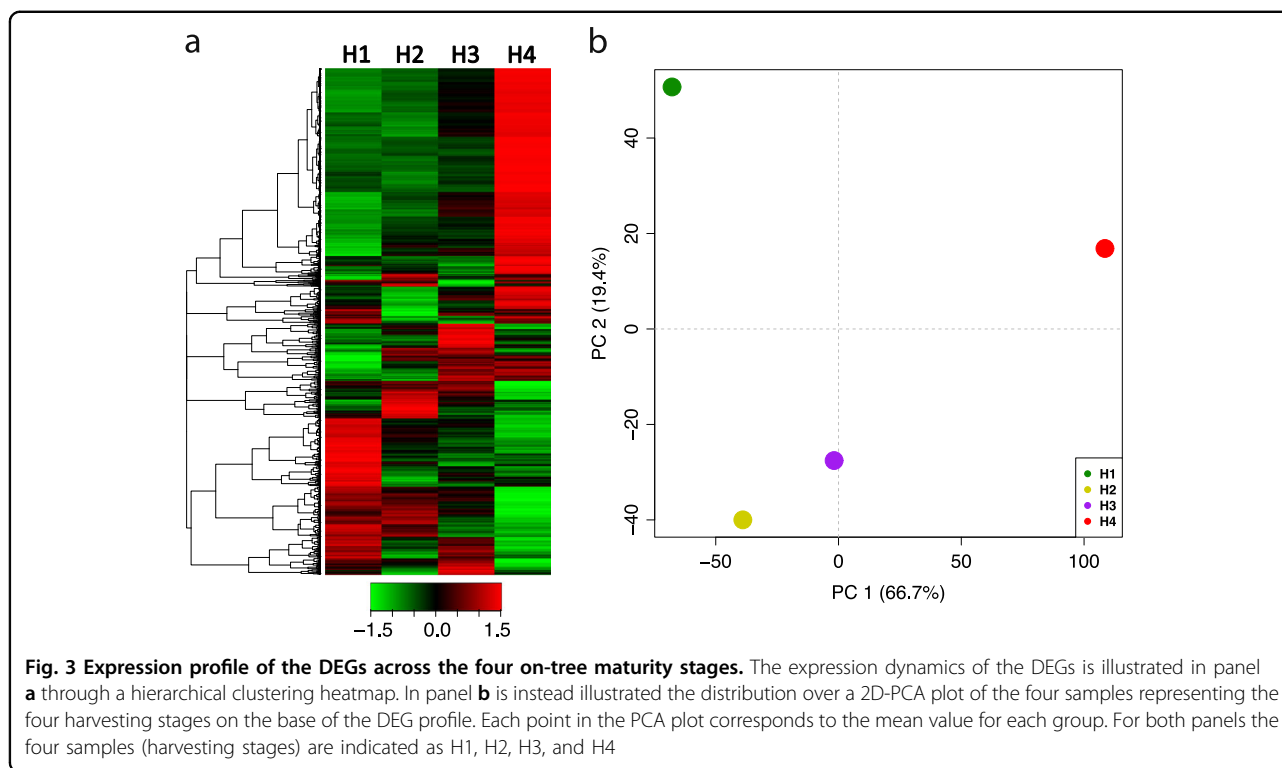 a
b
H1 H2 H3 H4
−1.5 0.0 1.5
PC 2 (19.4%)
40
20
0
−20
−40
−50 0 50 100
PC 1 (66.7%)
H1
H2
H3
H4
Fig. 3 Expression profile of the DEGs across the four on-tree maturity stages. The expression dynamics of the DEGs is illustrated in panel
a through a hierarchical clustering heatmap. In panel b is instead illustrated the distribution over a 2D-PCA plot of the four samples representing the
four harvesting stages on the base of the DEG profile. Each point in the PCA plot corresponds to the mean value for each group. For both panels the
four samples (harvesting stages) are indicated as H1, H2, H3, and H4